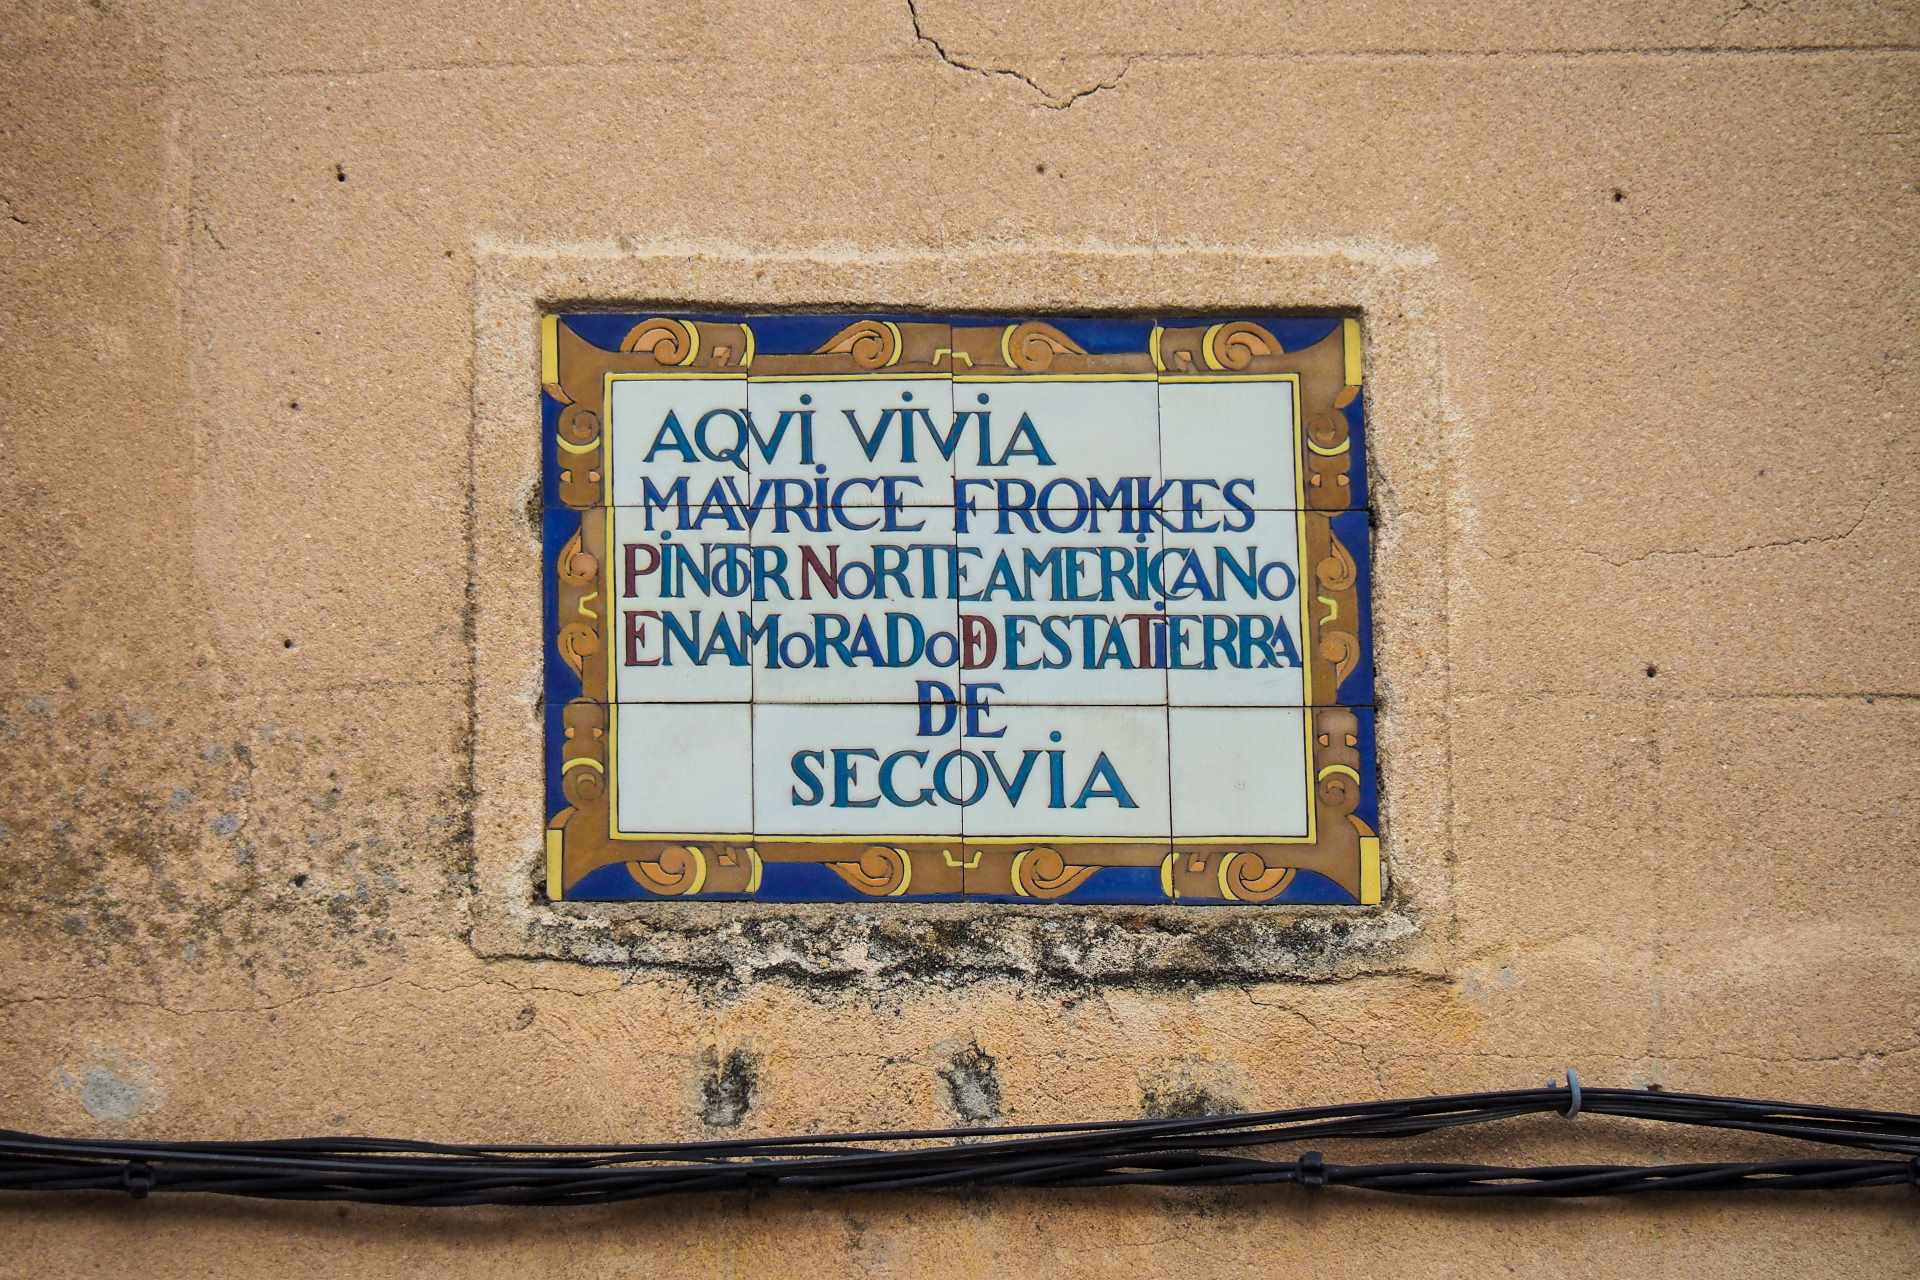 AQVI VIVIA
MAVRICE FROMKES
PINTOR NORTEAMERICANO
ENAMORADO DE ESTA TIERRA
DE
SEGOVIA